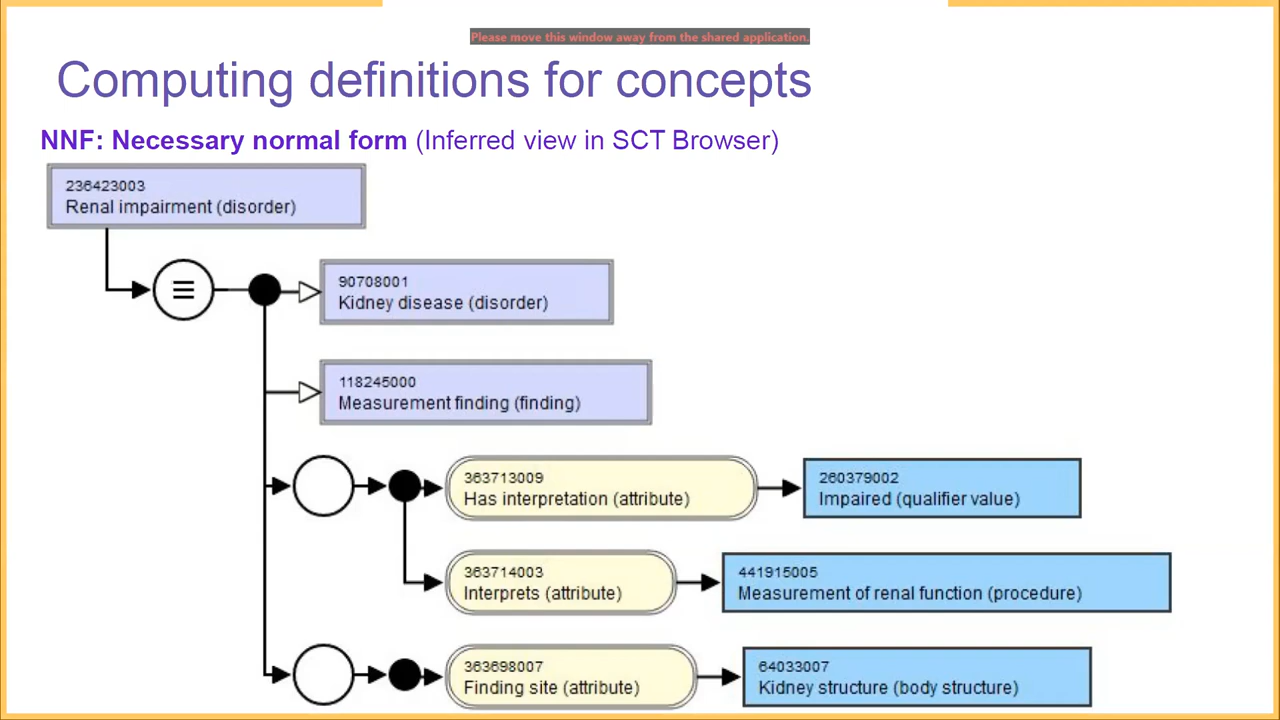 Please move this window away from the shared application.
Computing definitions for concepts
NNF: Necessary normal form (Inferred view in SCT Browser)
236423003
Renal impairment (disorder)
90708001
Kidney disease (disorder)
118245000
Measurement finding (finding)
363713009
Has interpretation (attribute)
260379002
Impaired (qualifier value)
363714003
Interprets (attribute)
441915005
Measurement of renal function (procedure)
363698007
Finding site (attribute)
64033007
Kidney structure (body structure)